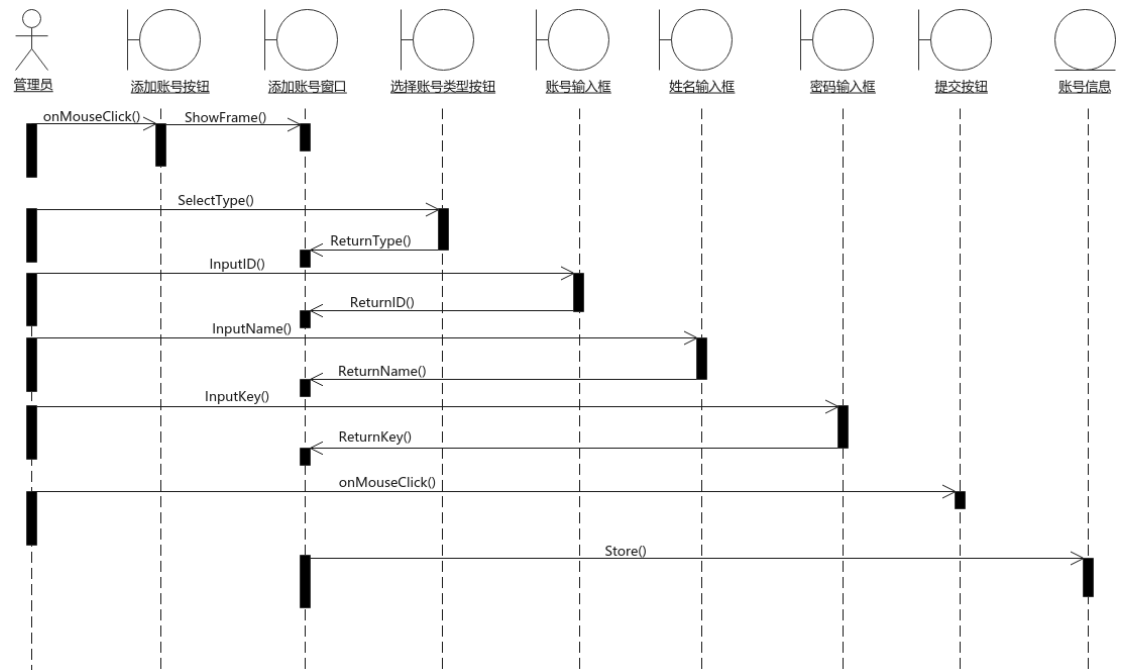 管理员
添加账号按钮
添加账号窗口
选择账号类型按钮
账号输入框
姓名输入框
密码输入框
提交按钮
账号信息
onMouseClick()
ShowFrame()
SelectType()
ReturnType()
InputID()
ReturnID()
InputName()
ReturnName()
InputKey()
ReturnKey()
onMouseClick()
Store()